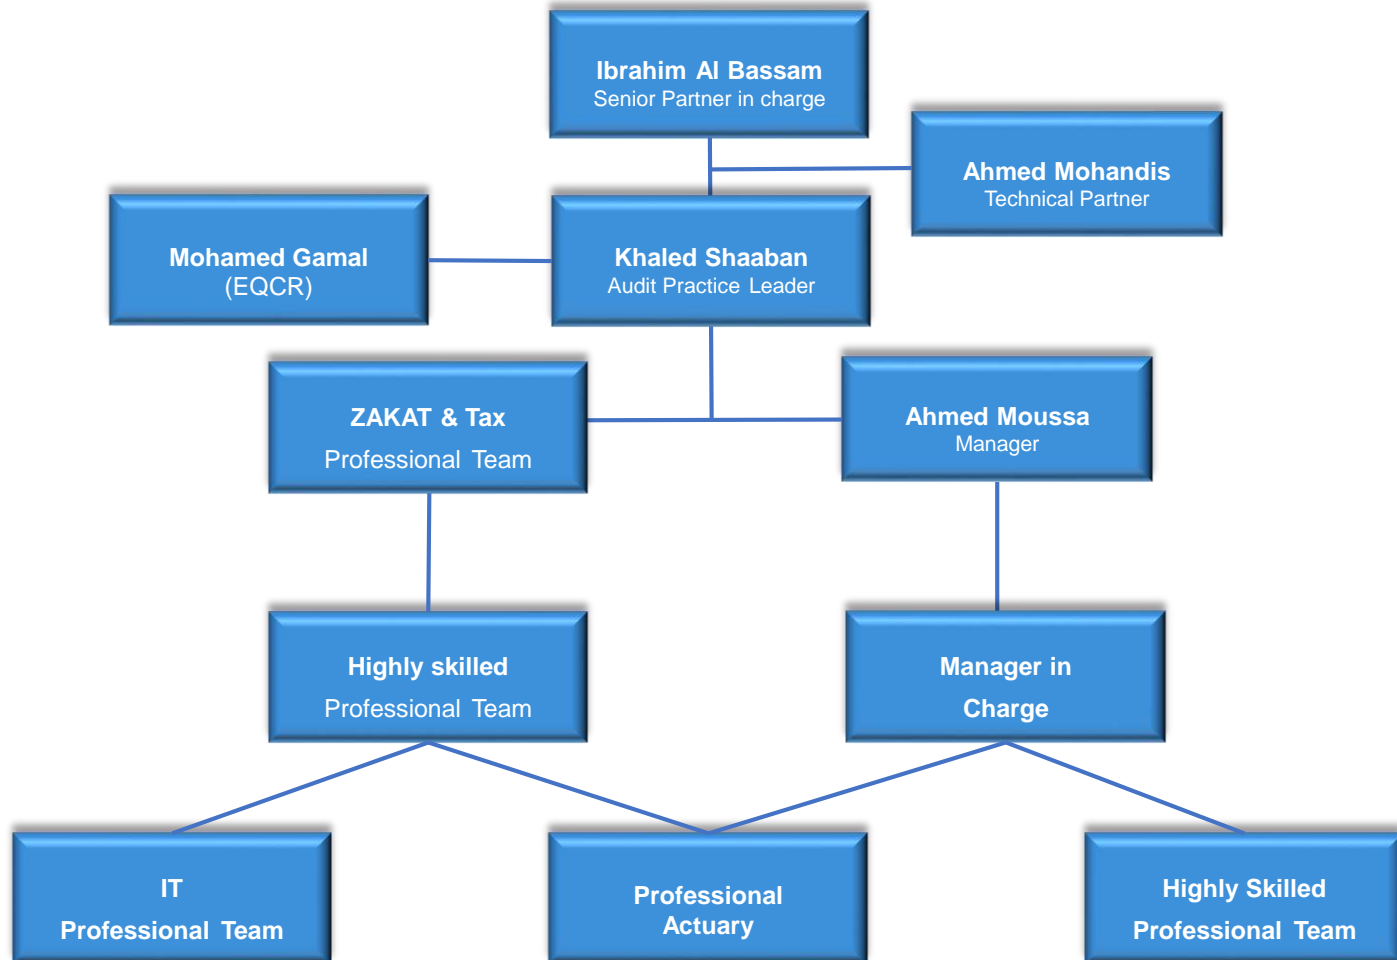 Ibrahim Al Bassam
Senior Partner in charge
Ahmed Mohandis
Technical Partner
Mohamed Gamal
(EQCR)
Khaled Shaaban
Audit Practice Leader
ZAKAT & Tax
Professional Team
Ahmed Moussa
Manager
Highly skilled
Professional Team
Manager in
Charge
IT
Professional Team
Professional
Actuary
Highly Skilled
Professional Team